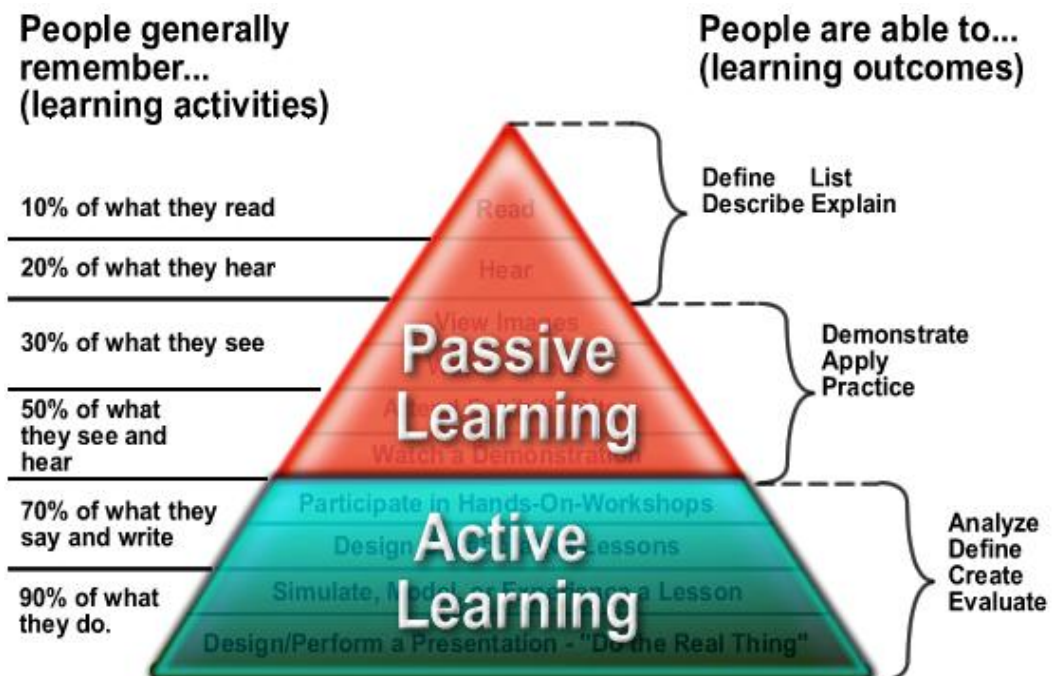 People generally
remember...
(learning activities)
People are able to...
(learning outcomes)
10% of what they read
20% of what they hear
30% of what they see
50% of what
they see and
hear
70% of what they
say and write
90% of what
they do.
Read
Hear
View Images
Passive
Learning
Watch a Demonstration
Participate in Hands-On-Workshops
Design Lessons
Active
Simulate, Model, a Lesson
Learning
Design/Perform a Presentation - "Do the Real Thing"
Define List
Describe Explain
Demonstrate
Apply
Practice
Analyze
Define
Create
Evaluate